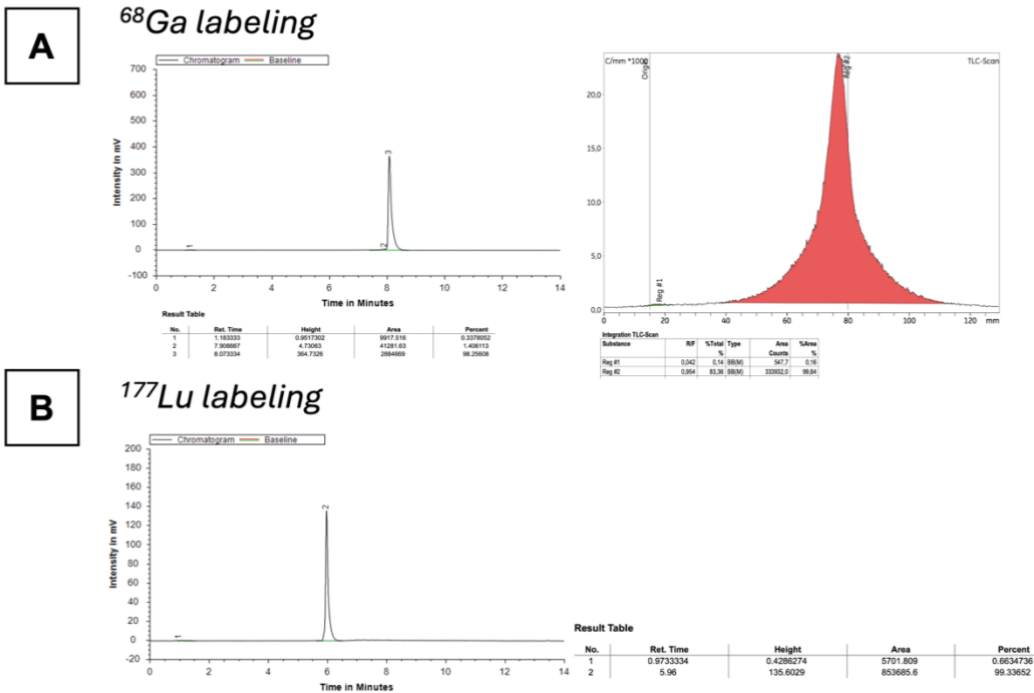 A
⁶⁸Ga labeling
Chromatogram Baseline
700
600
500
400
300
200
100
0
-100
Intensity in mV
1
2
3
0 2 4 6 8 10 12 14
Time in Minutes
Result Table
No. Ret. Time Height Area Percent
1 1.183333 0.9517302 9917.516 0.3379052
2 7.906667 4.73063 41281.63 1.406113
3 8.073334 364.7326 2884669 98.25608
C/mm *1000
Origin
Reg #2
TLC-Scan
20,0
15,0
10,0
5,0
0,0
Reg #1
0 20 40 60 80 100 120 mm
Integration TLC-Scan
Substance R/F %Total Type Area %Area
% Counts %
Reg #1 0,042 0,14 BB(M) 547,7 0,16
Reg #2 0,954 83,36 BB(M) 333932,0 99,84
B
¹⁷⁷Lu labeling
Chromatogram Baseline
200
180
160
140
120
100
80
60
40
20
0
-20
Intensity in mV
1
2
0 2 4 6 8 10 12 14
Time in Minutes
Result Table
No. Ret. Time Height Area Percent
1 0.9733334 0.4286274 5701.809 0.6634736
2 5.96 135.6029 853685.6 99.33652